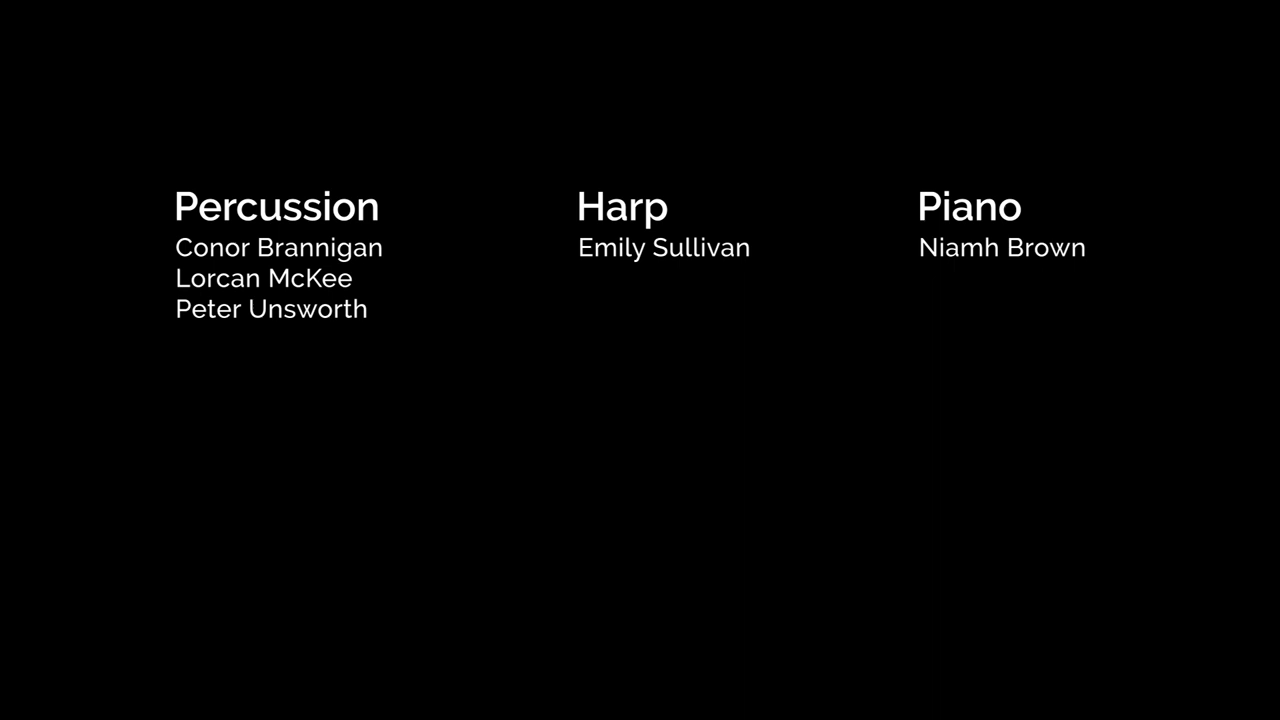 Percussion
Conor Brannigan
Lorcan McKee
Peter Unsworth
Harp
Emily Sullivan
Piano
Niamh Brown